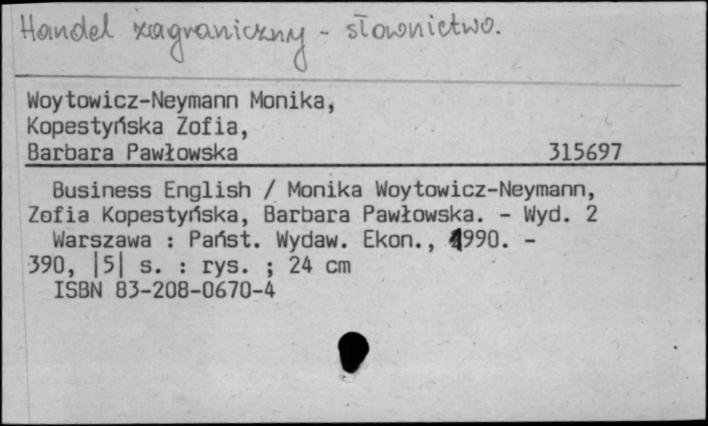 Handel zagraniczny - słownictwo.
Woytowicz-Neymann Monika,
Kopestyńska Zofia,
Barbara Pawłowska 315697
Business English / Monika Woytowicz-Neymann,
Zofia Kopestyńska, Barbara Pawłowska. - Wyd. 2
Warszawa : Państ. Wydaw. Ekon., 1990. -
390, |5| s. : rys. ; 24 cm
ISBN 83-208-0670-4